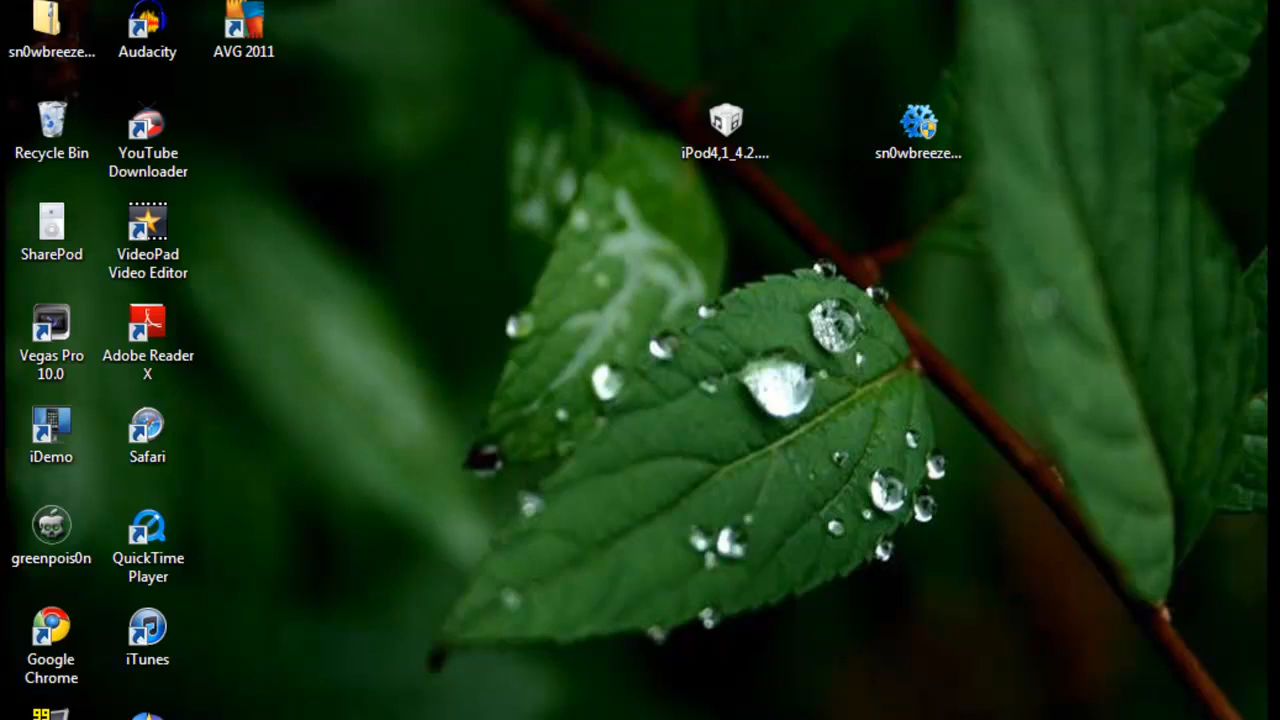 sn0wbreeze...
Audacity
AVG 2011
Recycle Bin
YouTube
Downloader
iPod4,1_4.2....
sn0wbreeze...
SharePod
VideoPad
Video Editor
Vegas Pro
10.0
Adobe Reader
X
iDemo
Safari
greenpois0n
QuickTime
Player
Google
Chrome
iTunes
99